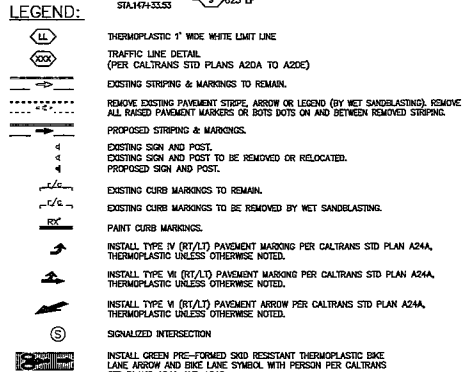 LEGEND:
STA.147+33.53
625 LF
LL
THERMOPLASTIC 1' WIDE WHITE LIMIT LINE
XXX
TRAFFIC LINE DETAIL
(PER CALTRANS STD PLANS A20A TO A20E)
EXISTING STRIPING & MARKINGS TO REMAIN.
REMOVE EXISTING PAVEMENT STRIPE, ARROW OR LEGEND (BY WET SANDBLASTING). REMOVE
ALL RAISED PAVEMENT MARKERS OR BOTS DOTS ON AND BETWEEN REMOVED STRIPING.
PROPOSED STRIPING & MARKINGS.
EXISTING SIGN AND POST.
EXISTING SIGN AND POST TO BE REMOVED OR RELOCATED.
PROPOSED SIGN AND POST.
r/c
EXISTING CURB MARKINGS TO REMAIN.
r/c
EXISTING CURB MARKINGS TO BE REMOVED BY WET SANDBLASTING.
RX
PAINT CURB MARKINGS.
INSTALL TYPE IV (RT/LT) PAVEMENT MARKING PER CALTRANS STD PLAN A24A,
THERMOPLASTIC UNLESS OTHERWISE NOTED.
INSTALL TYPE VII (RT/LT) PAVEMENT MARKING PER CALTRANS STD PLAN A24A,
THERMOPLASTIC UNLESS OTHERWISE NOTED.
INSTALL TYPE VI (RT/LT) PAVEMENT ARROW PER CALTRANS STD PLAN A24A,
THERMOPLASTIC UNLESS OTHERWISE NOTED.
S
SIGNALIZED INTERSECTION
INSTALL GREEN PRE-FORMED SKID RESISTANT THERMOPLASTIC BIKE
LANE ARROW AND BIKE LANE SYMBOL WITH PERSON PER CALTRANS